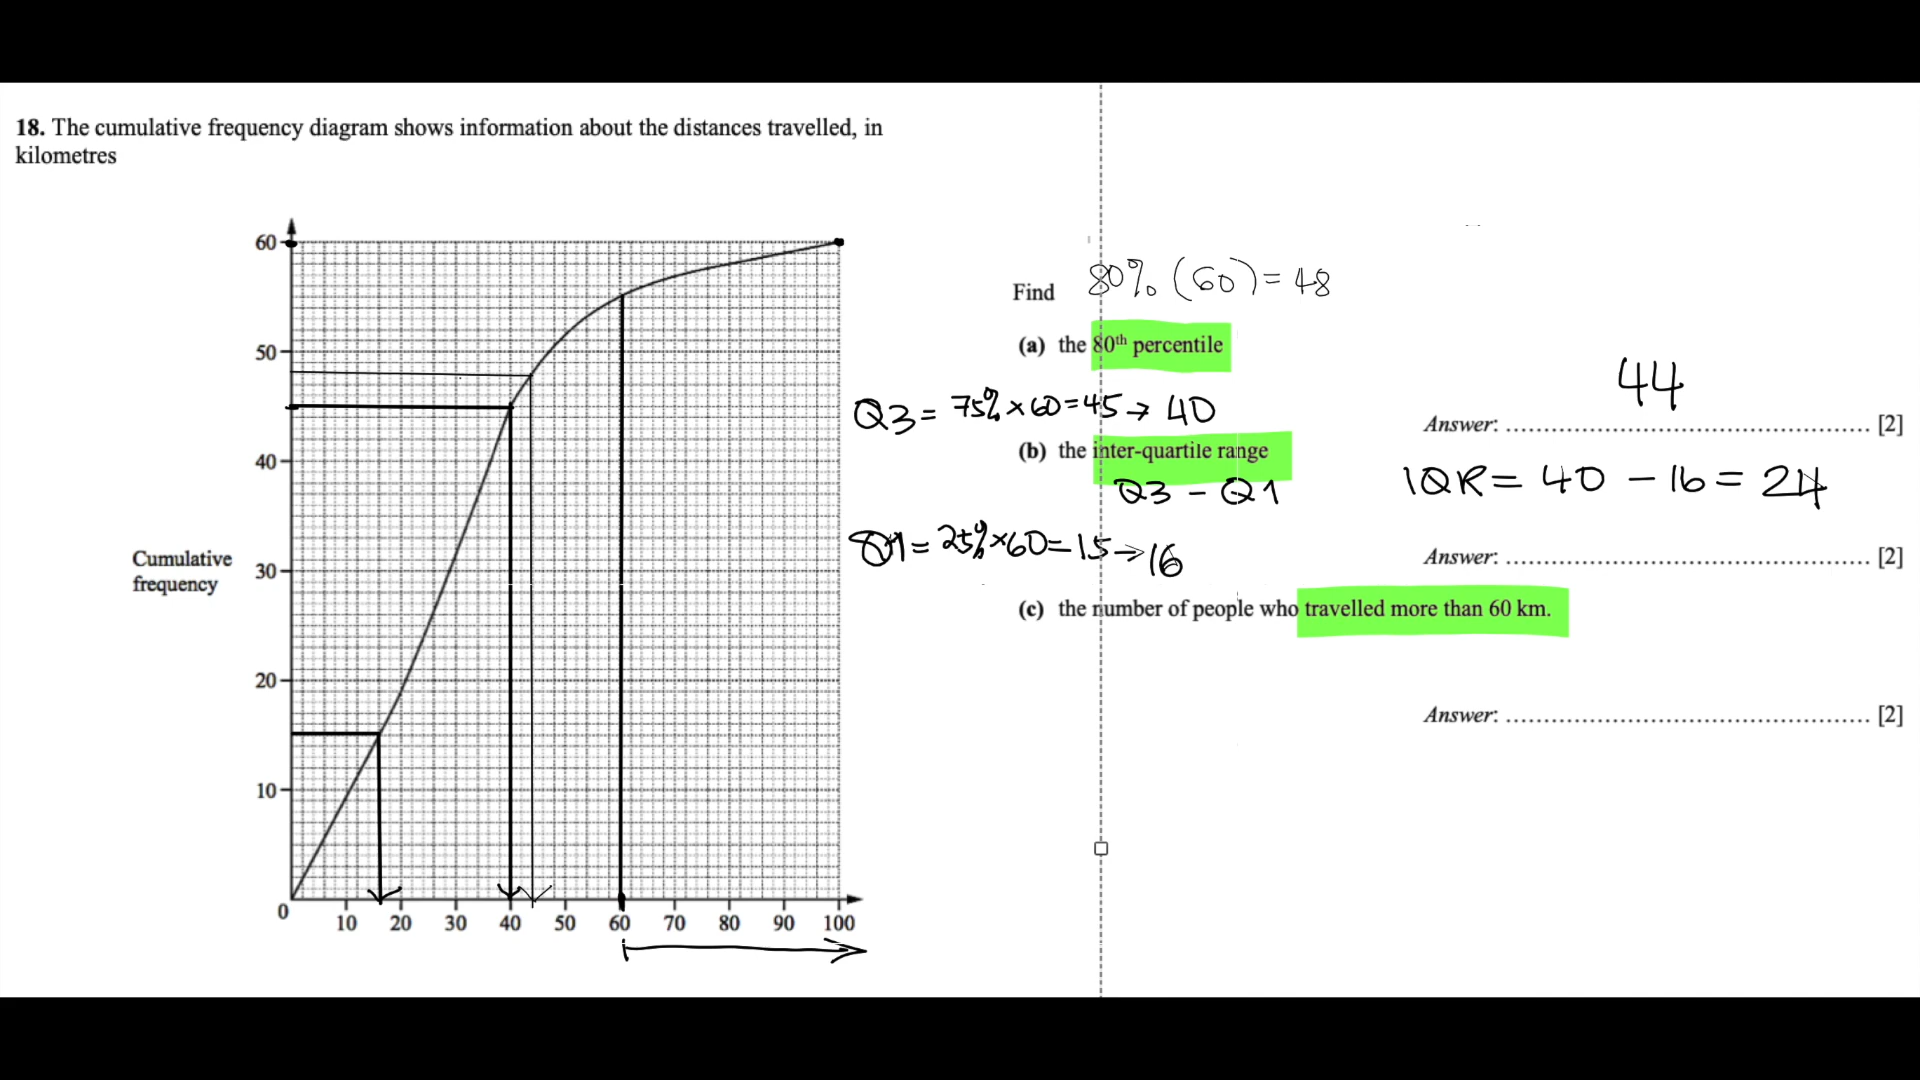 18. The cumulative frequency diagram shows information about the distances travelled, in
kilometres
60
50
40
30
20
10
0
Cumulative
frequency
10 20 30 40 50 60 70 80 90 100
Find 80% (60) = 48
(a) the 80th percentile
44
Answer: ........................................ [2]
Q3 = 75% × 60 = 45 → 40
(b) the inter-quartile range
Q3 - Q1
IQR = 40 - 16 = 24
Q1 = 25% × 60 = 15 → 16
Answer: ........................................ [2]
(c) the number of people who travelled more than 60 km.
Answer: ........................................ [2]